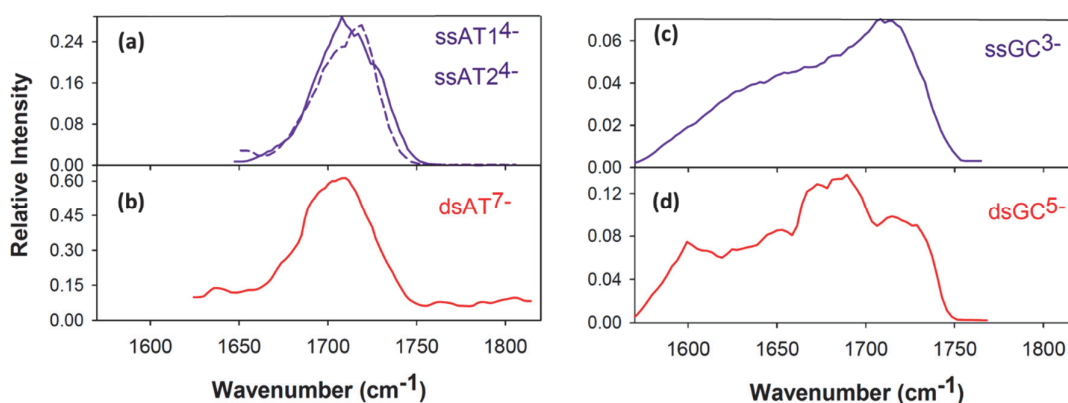 (a)
ssAT1⁴⁻
ssAT2⁴⁻
0.24
0.16
0.08
0.00
(b)
dsAT⁷⁻
0.60
0.45
0.30
0.15
0.00
1600 1650 1700 1750 1800
Wavenumber (cm⁻¹)
Relative Intensity
(c)
ssGC³⁻
0.06
0.04
0.02
0.00
(d)
dsGC⁵⁻
0.12
0.08
0.04
0.00
1600 1650 1700 1750 1800
Wavenumber (cm⁻¹)